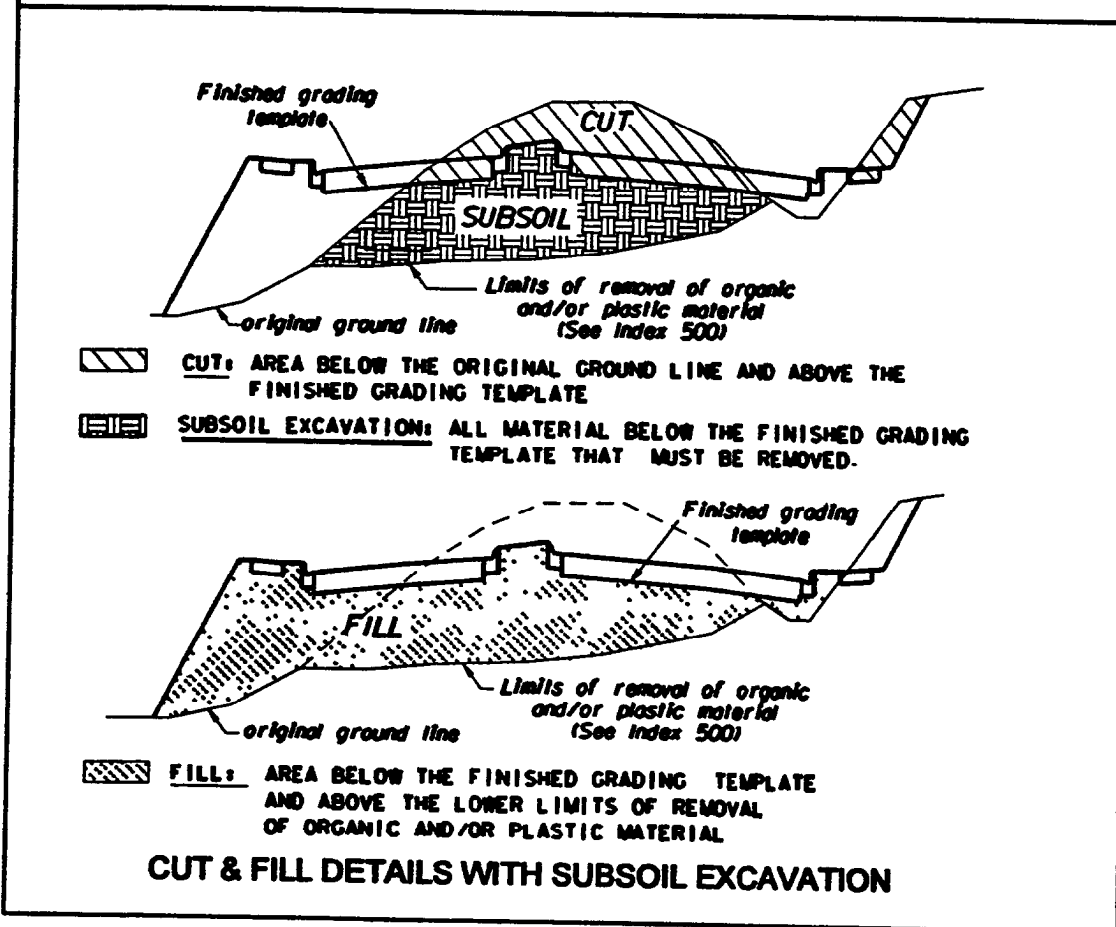 Finished grading
template
CUT
SUBSOIL
Limits of removal of organic
and/or plastic material
(See Index 500)
original ground line
CUT: AREA BELOW THE ORIGINAL GROUND LINE AND ABOVE THE
FINISHED GRADING TEMPLATE
SUBSOIL EXCAVATION: ALL MATERIAL BELOW THE FINISHED GRADING
TEMPLATE THAT MUST BE REMOVED.
Finished grading
template
FILL
Limits of removal of organic
and/or plastic material
(See Index 500)
original ground line
FILL: AREA BELOW THE FINISHED GRADING TEMPLATE
AND ABOVE THE LOWER LIMITS OF REMOVAL
OF ORGANIC AND/OR PLASTIC MATERIAL
CUT & FILL DETAILS WITH SUBSOIL EXCAVATION